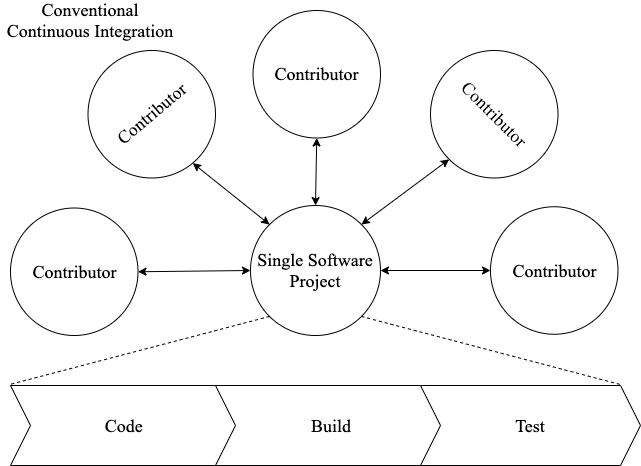 Conventional
Continuous Integration
Contributor
Contributor
Contributor
Contributor
Single Software
Project
Contributor
Code
Build
Test